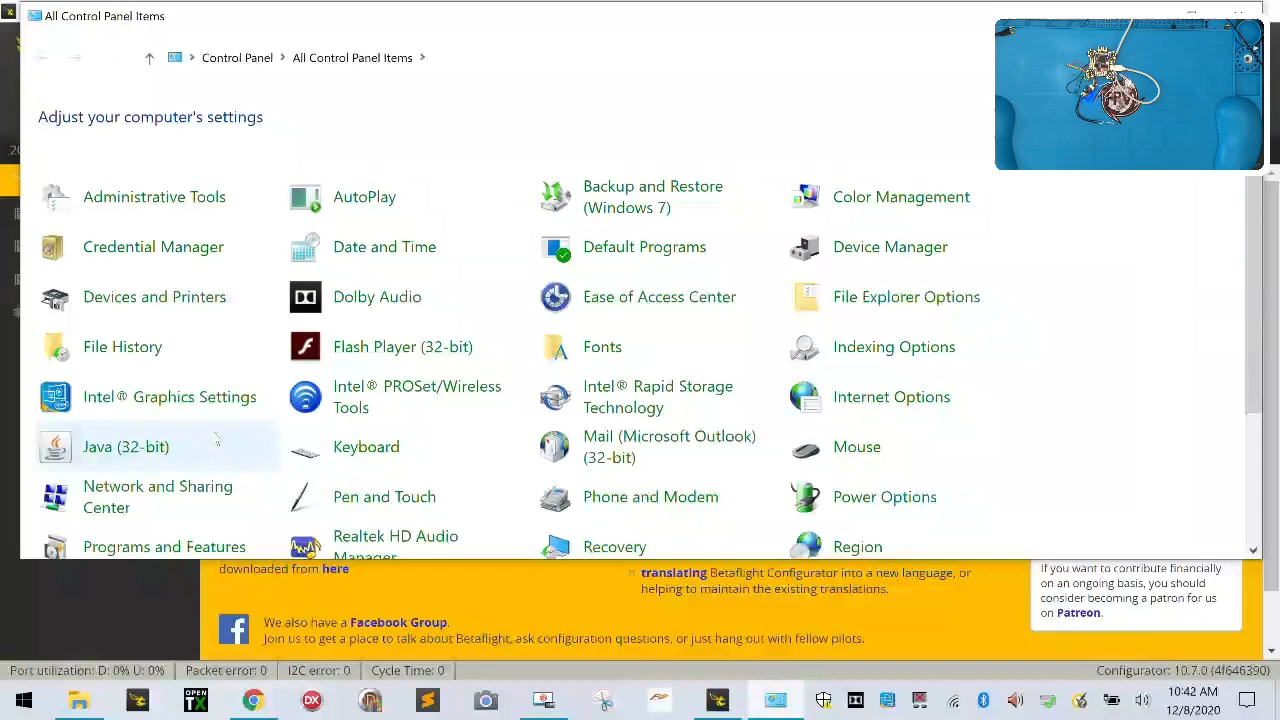 All Control Panel Items
Control Panel > All Control Panel Items >
Adjust your computer's settings
Administrative Tools
AutoPlay
Backup and Restore
(Windows 7)
Color Management
Credential Manager
Date and Time
Default Programs
Device Manager
Devices and Printers
Dolby Audio
Ease of Access Center
File Explorer Options
File History
Flash Player (32-bit)
Fonts
Indexing Options
Intel® Graphics Settings
Intel® PROSet/Wireless
Tools
Intel® Rapid Storage
Technology
Internet Options
Java (32-bit)
Keyboard
Mail (Microsoft Outlook)
(32-bit)
Mouse
Network and Sharing
Center
Pen and Touch
Phone and Modem
Power Options
Programs and Features
Realtek HD Audio
Manager
Recovery
Region
downloaded from here
translating Betaflight Configurator into a new language, or
helping to maintain the existing translations.
If you want to contribute financially
on an ongoing basis, you should
consider becoming a patron for us
on Patreon.
We also have a Facebook Group.
Join us to get a place to talk about Betaflight, ask configuration questions, or just hang out with fellow pilots.
Port utilization: D: 0% U: 0%
Packet error: 0
I2C error: 0
Cycle Time: 0
Configurator: 10.7.0 (4f646390)
OPEN
TX
DX
10:42 AM
12/8/2020